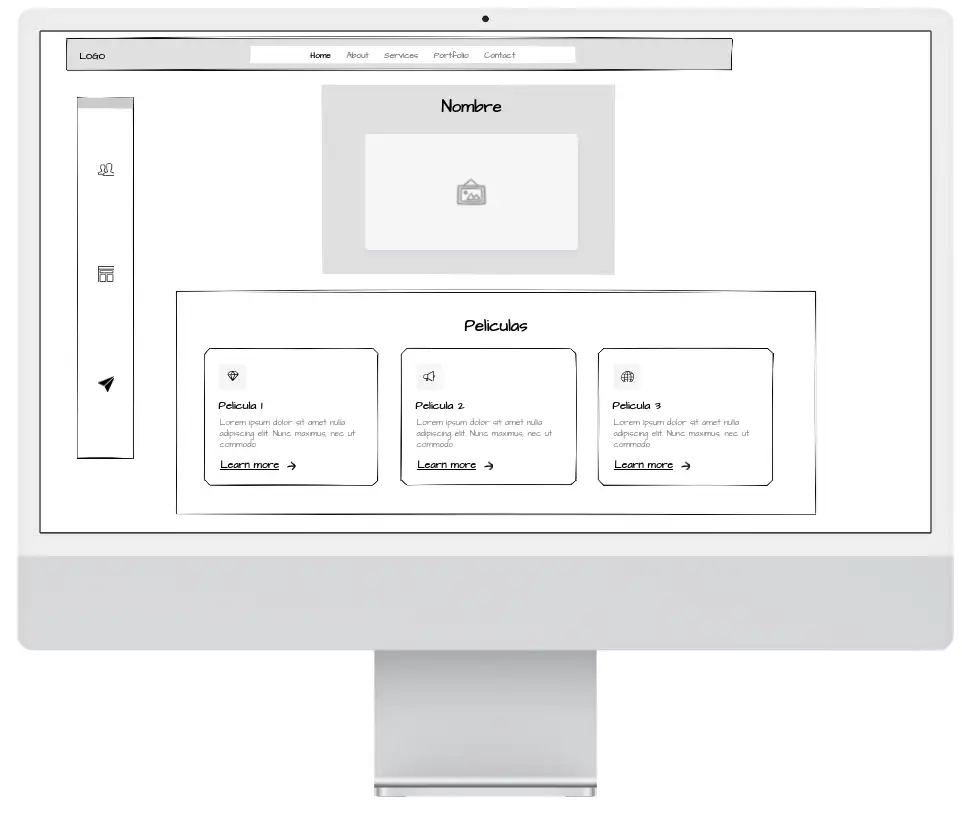 LOGO
Home About Services Portfolio Contact
Nombre
Peliculas
Pelicula 1
Lorem ipsum dolor sit amet nulla
adipiscing elit. Nunc maximus, nec ut
commodo
Learn more
Pelicula 2
Lorem ipsum dolor sit amet nulla
adipiscing elit. Nunc maximus, nec ut
commodo
Learn more
Pelicula 3
Lorem ipsum dolor sit amet nulla
adipiscing elit. Nunc maximus, nec ut
commodo
Learn more